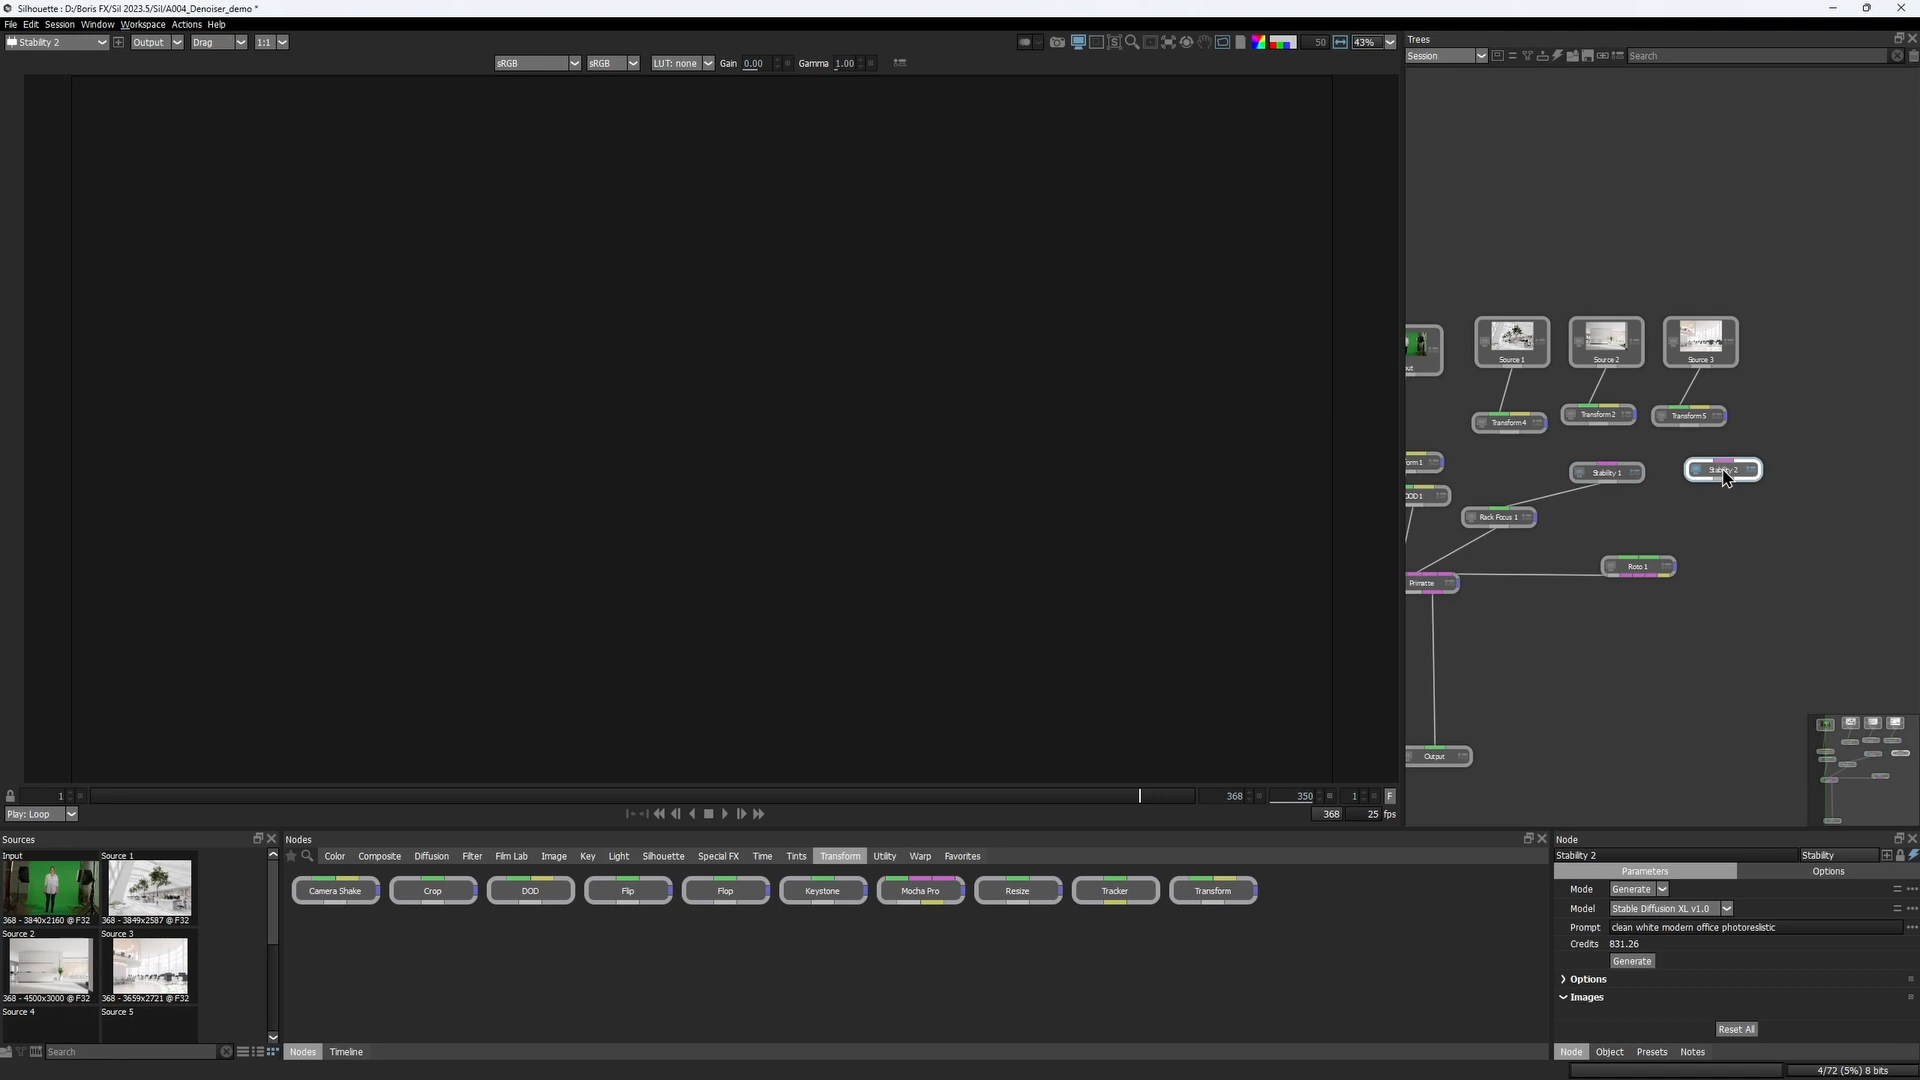 Silhouette : D:/Boris FX/Sil 2023.5/Sil/A004_Denoiser_demo *
File Edit Session Window Workspace Actions Help
Stability 2 Output Drag 1:1 50 43%
sRGB sRGB LUT: none Gain 0.00 Gamma 1.00
Trees
Session Search
Source 1 Source 2 Source 3
Transform4 Transform2 Transform5
Stability 1 Stability 2
Rack Focus 1
Roto 1
Primatte
Output
1 368 350 1 F
Play: Loop 368 25 fps
Sources
Input Source 1
368 - 3840x2160 @ F32 368 - 3849x2587 @ F32
Source 2 Source 3
368 - 4500x3000 @ F32 368 - 3659x2721 @ F32
Source 4 Source 5
Search
Nodes
Color Composite Diffusion Filter Film Lab Image Key Light Silhouette Special FX Time Tints Transform Utility Warp Favorites
Camera Shake Crop DOD Flip Flop Keystone Mocha Pro Resize Tracker Transform
Nodes Timeline
Node
Stability 2 Stability
Parameters Options
Mode Generate
Model Stable Diffusion XL v1.0
Prompt clean white modern office photoreslistic
Credits 831.26
Generate
Options
Images
Reset All
Node Object Presets Notes
4/72 (5%) 8 bits